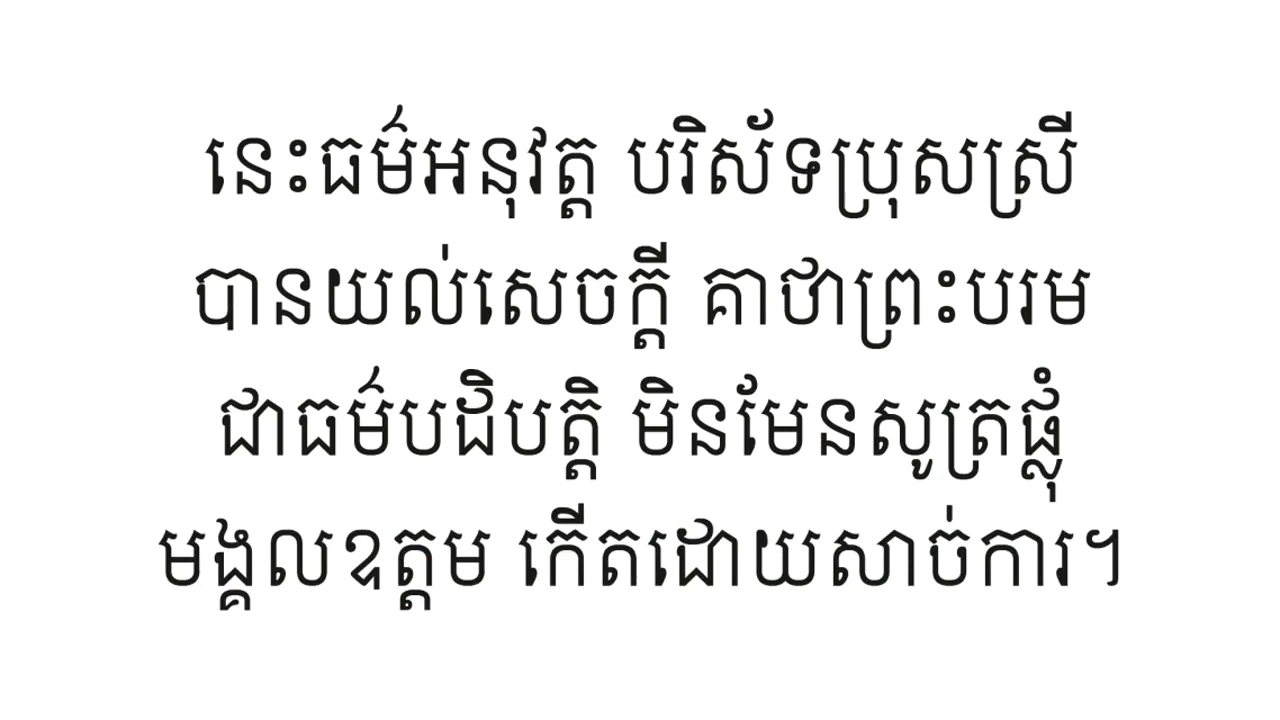 នេះធម៌អនុវត្ត បរិស័ទប្រុសស្រី
បានយល់សេចក្ដី គាថាព្រះបរម
ជាធម៌បដិបត្តិ មិនមែនសូត្រផ្លុំ
មង្គលឧត្តម កើតដោយសាច់ការ។